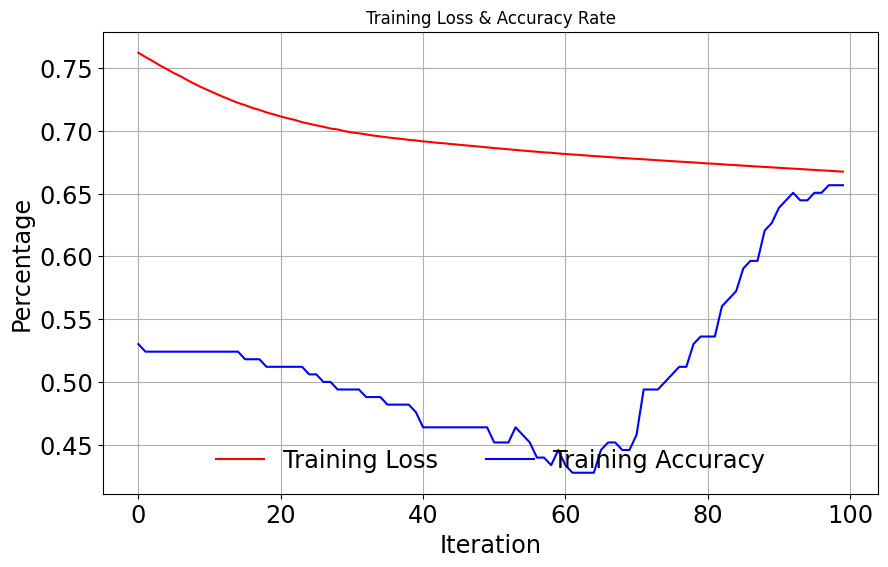 Training Loss & Accuracy Rate
0.75
0.70
0.65
0.60
0.55
0.50
0.45
Percentage
Training Loss Training Accuracy
0 20 40 60 80 100
Iteration